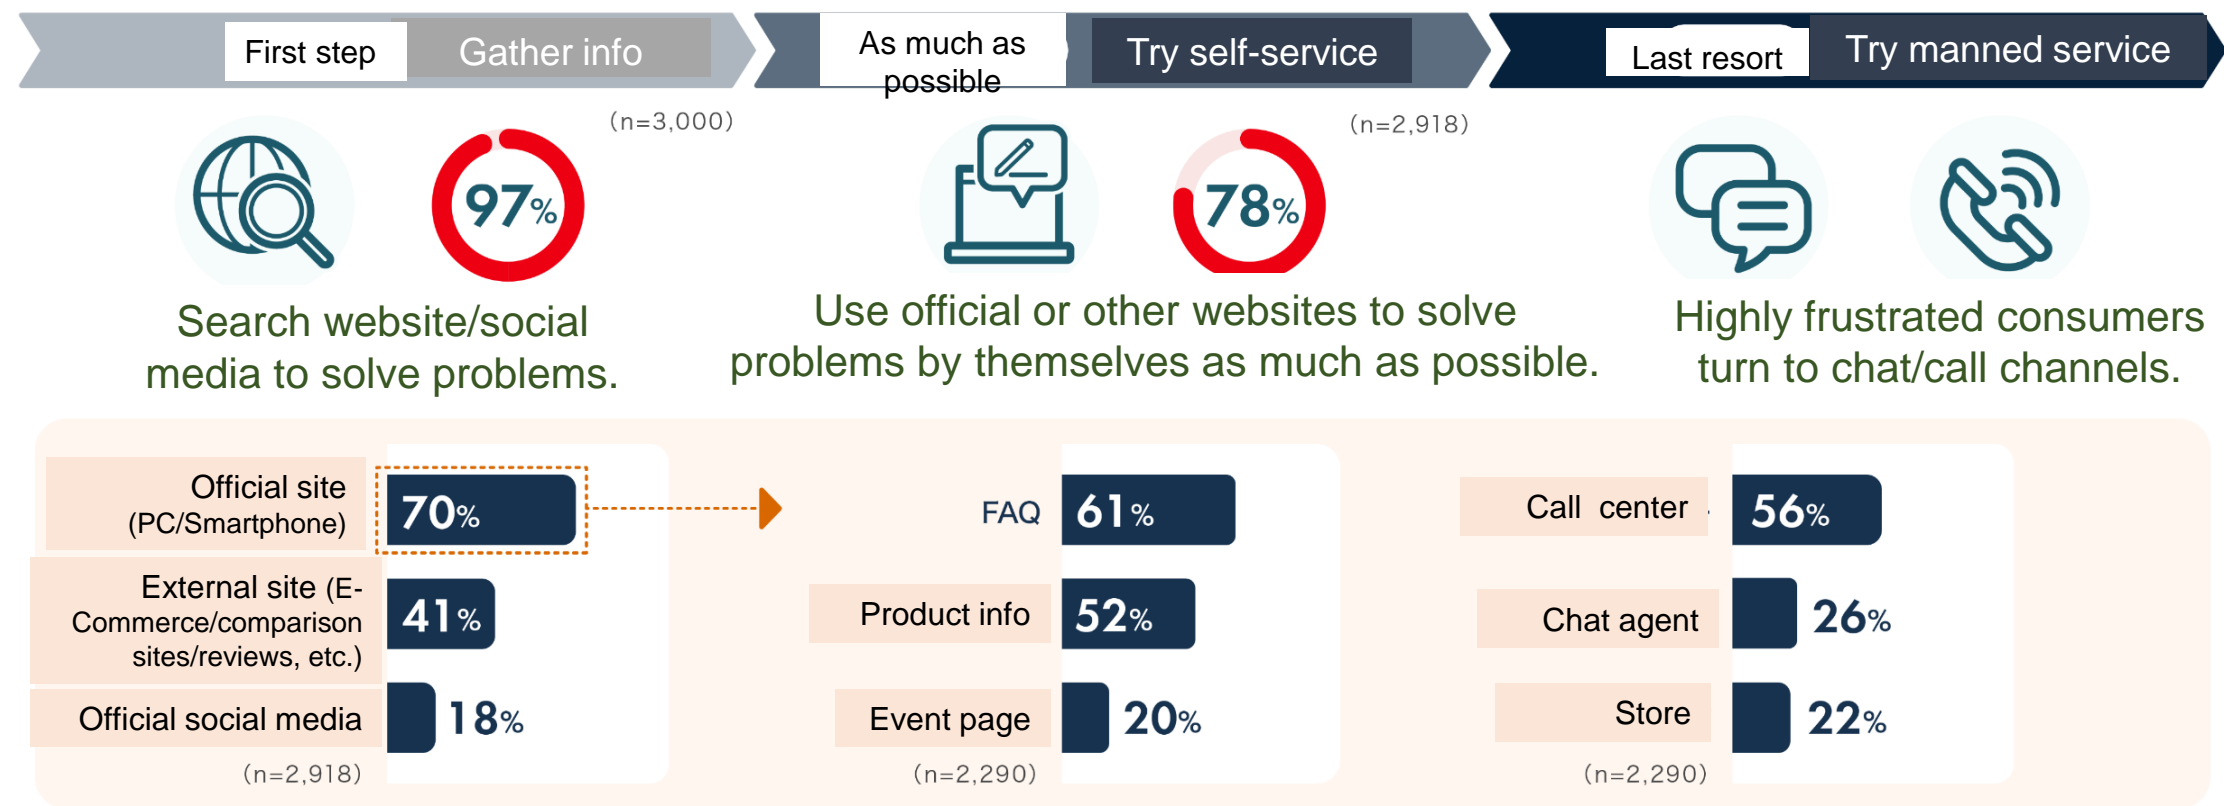 First step
Gather info
As much as
possible
Try self-service
Last resort
Try manned service
(n=3,000)
97%
(n=2,918)
78%
Search website/social
media to solve problems.
Use official or other websites to solve
problems by themselves as much as possible.
Highly frustrated consumers
turn to chat/call channels.
Official site
(PC/Smartphone)
70%
External site (E-
Commerce/comparison
sites/reviews, etc.)
41%
Official social media
18%
(n=2,918)
FAQ
61%
Product info
52%
Event page
20%
(n=2,290)
Call center
56%
Chat agent
26%
Store
22%
(n=2,290)